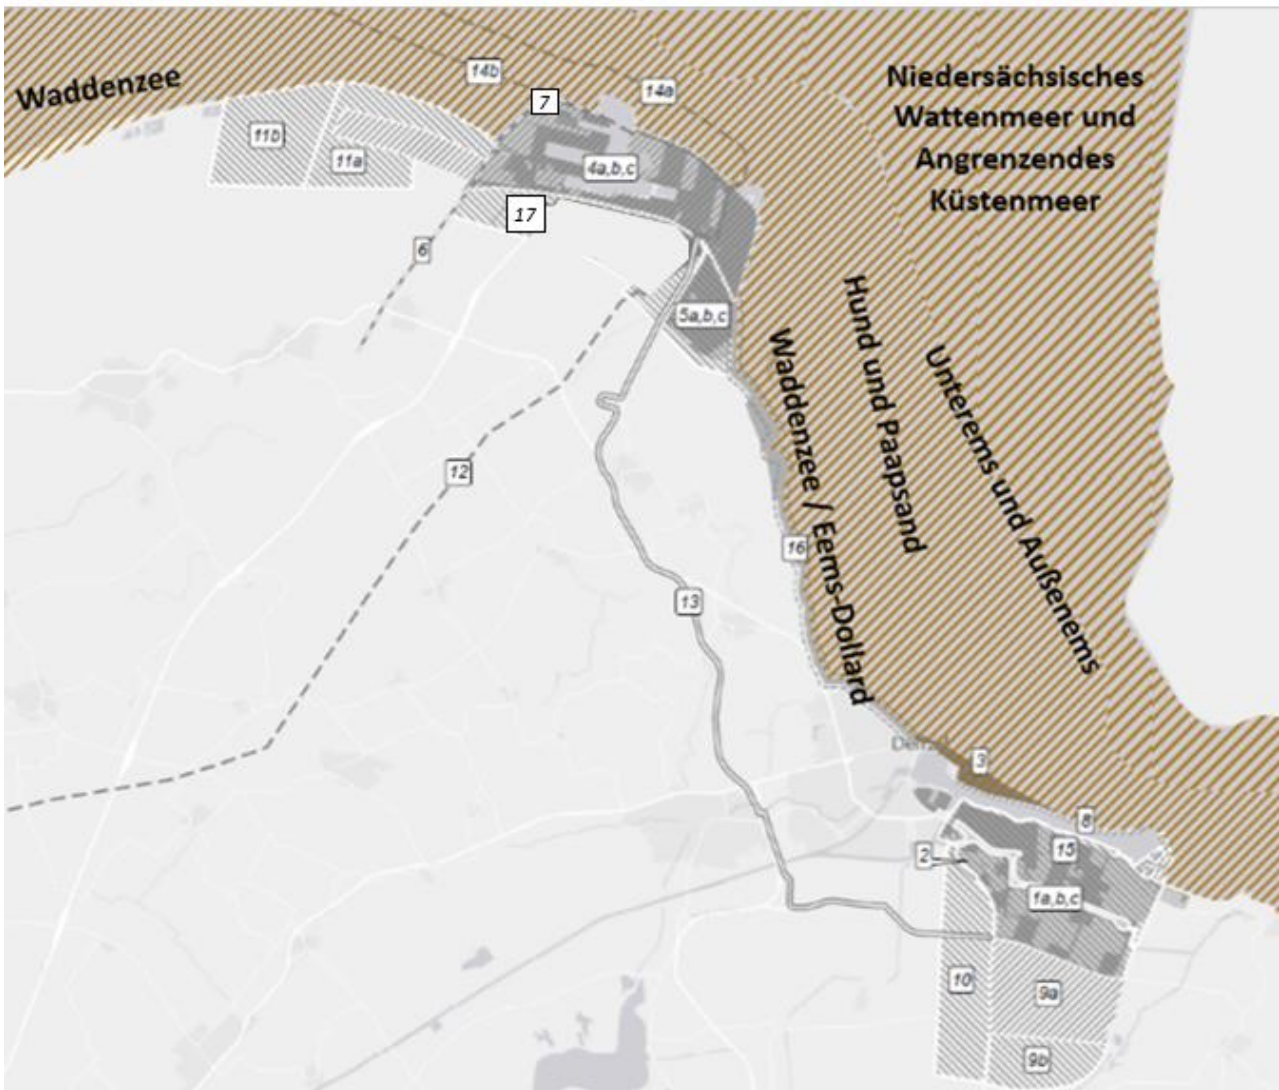 Waddenzee
14b
14a
7
Niedersächsisches
Wattenmeer und
Angrenzendes
Küstenmeer
11b
11a
4a,b,c
17
6
5a,b,c
Hund und Paapsand
Waddenzee / Eems-Dollard
Unterems und Außenems
12
16
13
3
8
2
15
1a,b,c
10
9a
9b